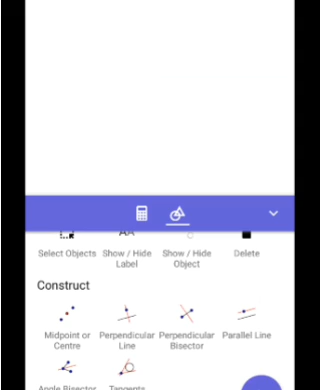 AA
Select Objects Show / Hide Show / Hide Delete
Label Object
Construct
Midpoint or Perpendicular Perpendicular Parallel Line
Centre Line Bisector
Angle Bisector Tangents